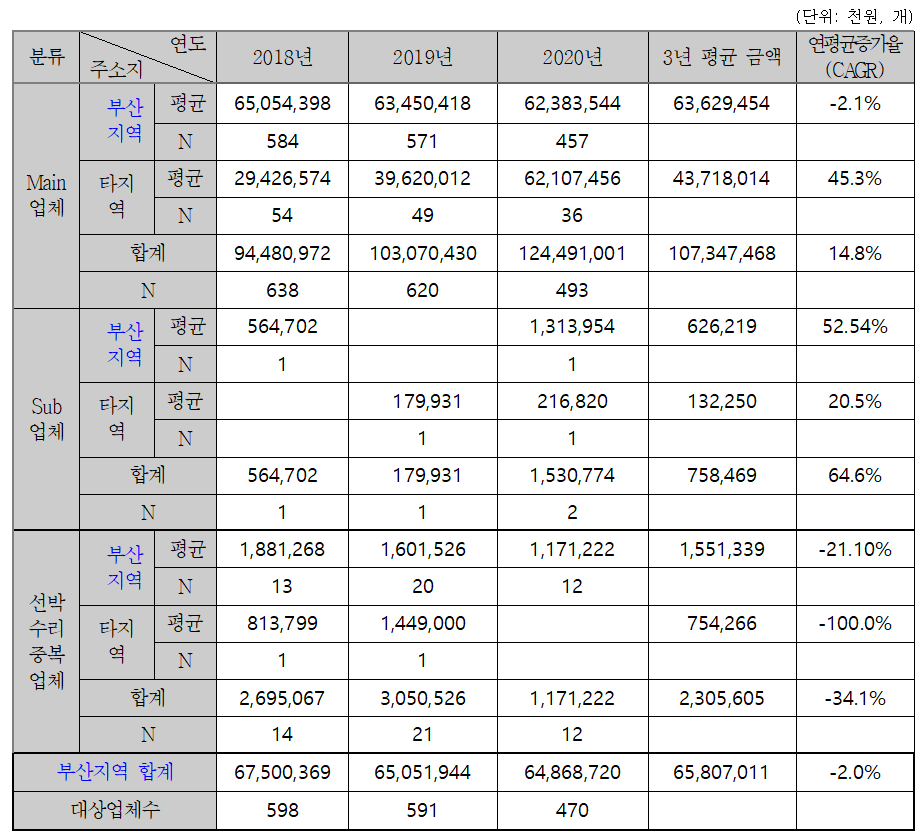 (단위: 천원, 개)
분류 연도 주소지 2018년 2019년 2020년 3년 평균 금액 연평균증가율 (CAGR)
Main 업체 부산 지역 평균 65,054,398 63,450,418 62,383,544 63,629,454 -2.1%
N 584 571 457
타지역 평균 29,426,574 39,620,012 62,107,456 43,718,014 45.3%
N 54 49 36
합계 94,480,972 103,070,430 124,491,001 107,347,468 14.8%
N 638 620 493
Sub 업체 부산 지역 평균 564,702 1,313,954 626,219 52.54%
N 1 1
타지역 평균 179,931 216,820 132,250 20.5%
N 1 1
합계 564,702 179,931 1,530,774 758,469 64.6%
N 1 1 2
선박 수리 중복 업체 부산 지역 평균 1,881,268 1,601,526 1,171,222 1,551,339 -21.10%
N 13 20 12
타지역 평균 813,799 1,449,000 754,266 -100.0%
N 1 1
합계 2,695,067 3,050,526 1,171,222 2,305,605 -34.1%
N 14 21 12
부산지역 합계 67,500,369 65,051,944 64,868,720 65,807,011 -2.0%
대상업체수 598 591 470